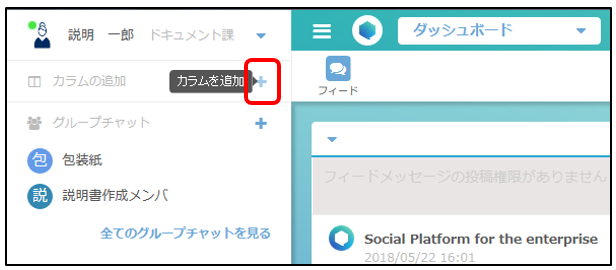 説明 一郎 ドキュメント課
カラムの追加
カラムを追加
グループチャット
包 包装紙
説 説明書作成メンバ
全てのグループチャットを見る
ダッシュボード
フィード
フィードメッセージの投稿権限がありません
Social Platform for the enterprise
2018/05/22 16:01